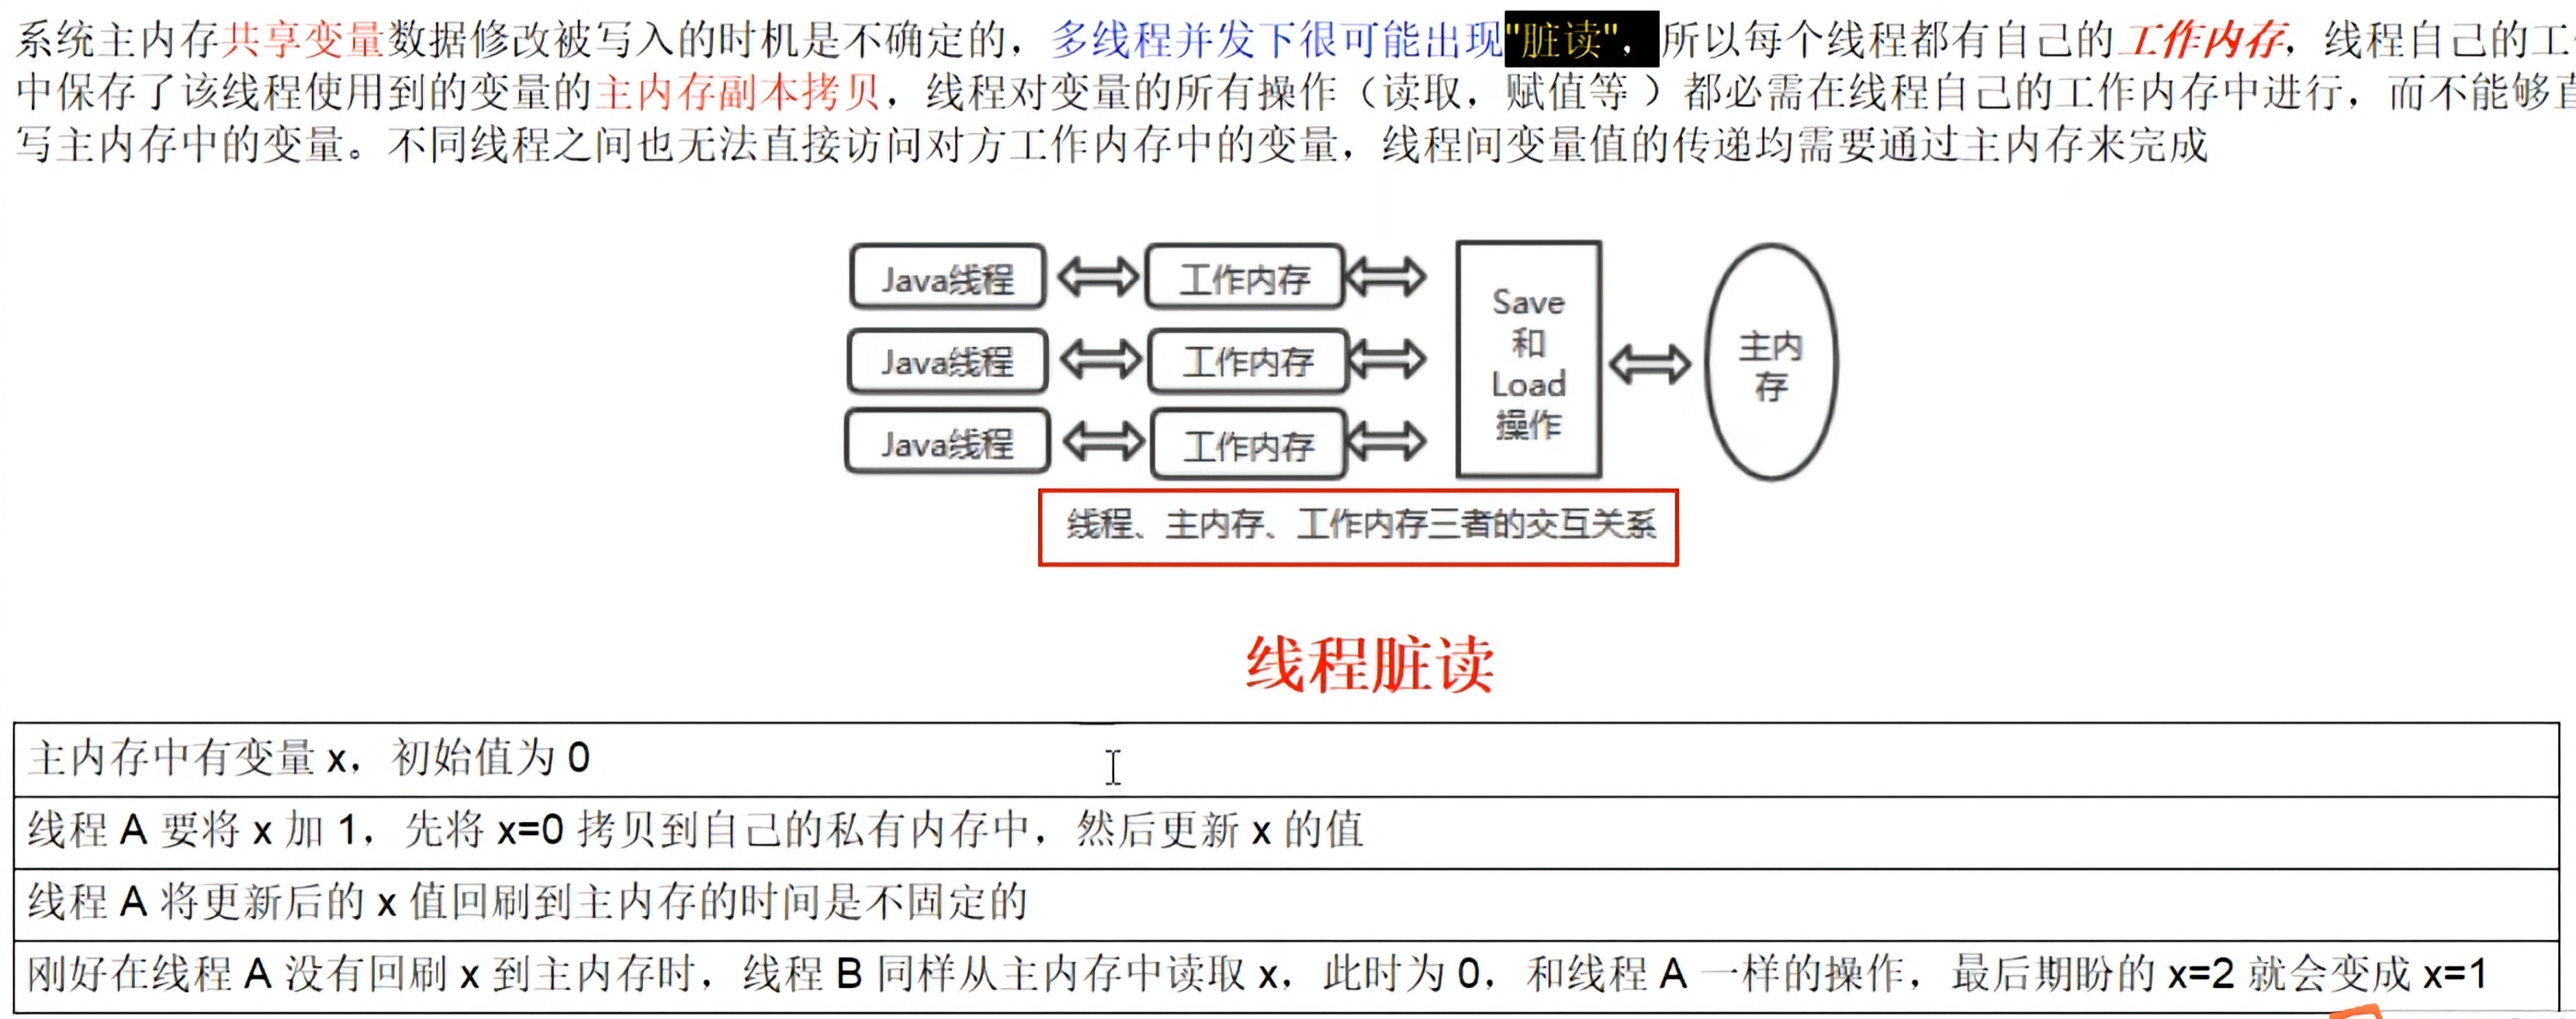 系统主内存共享变量数据修改被写入的时机是不确定的，多线程并发下很可能出现"脏读"，所以每个线程都有自己的工作内存，线程自己的工
中保存了该线程使用到的变量的主内存副本拷贝，线程对变量的所有操作（读取，赋值等 ）都必需在线程自己的工作内存中进行，而不能够直
写主内存中的变量。不同线程之间也无法直接访问对方工作内存中的变量，线程间变量值的传递均需要通过主内存来完成
Java线程
工作内存
Java线程
工作内存
Java线程
工作内存
Save
和
Load
操作
主内
存
线程、主内存、工作内存三者的交互关系
线程脏读
主内存中有变量 x，初始值为 0
线程 A 要将 x 加 1，先将 x=0 拷贝到自己的私有内存中，然后更新 x 的值
线程 A 将更新后的 x 值回刷到主内存的时间是不固定的
刚好在线程 A 没有回刷 x 到主内存时，线程 B 同样从主内存中读取 x，此时为 0，和线程 A 一样的操作，最后期盼的 x=2 就会变成 x=1